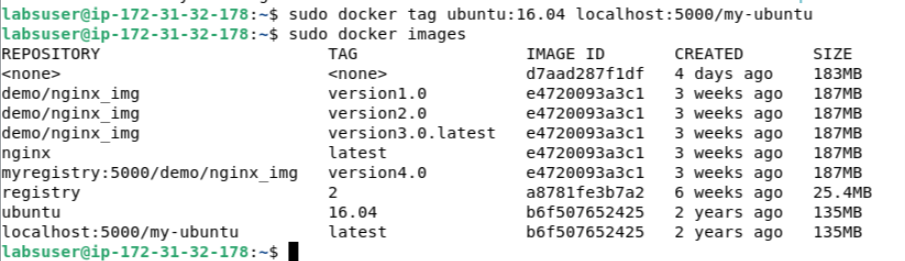 labsuser@ip-172-31-32-178:~$ sudo docker tag ubuntu:16.04 localhost:5000/my-ubuntu
labsuser@ip-172-31-32-178:~$ sudo docker images
REPOSITORY                         TAG                IMAGE ID       CREATED       SIZE
<none>                             <none>             d7aad287f1df   4 days ago    183MB
demo/nginx_img                     version1.0         e4720093a3c1   3 weeks ago   187MB
demo/nginx_img                     version2.0         e4720093a3c1   3 weeks ago   187MB
demo/nginx_img                     version3.0.latest  e4720093a3c1   3 weeks ago   187MB
nginx                              latest             e4720093a3c1   3 weeks ago   187MB
myregistry:5000/demo/nginx_img     version4.0         e4720093a3c1   3 weeks ago   187MB
registry                           2                  a8781fe3b7a2   6 weeks ago   25.4MB
ubuntu                             16.04              b6f507652425   2 years ago   135MB
localhost:5000/my-ubuntu           latest             b6f507652425   2 years ago   135MB
labsuser@ip-172-31-32-178:~$